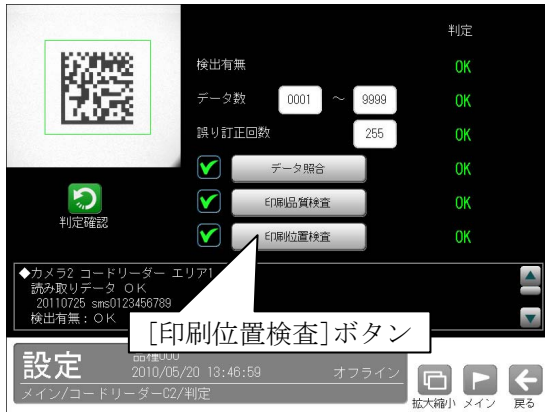 判定
検出有無 OK
データ数 0001 ～ 9999 OK
誤り訂正回数 255 OK
データ照合 OK
印刷品質検査 OK
印刷位置検査 OK
判定確認
◆カメラ2 コードリーダー エリア1
読み取りデータ OK
20110725 sms0123456789
検出有無：OK
[印刷位置検査]ボタン
設定
品種000
2010/05/20 13:46:59 オフライン
メイン/コードリーダーC2/判定
拡大縮小 メイン 戻る